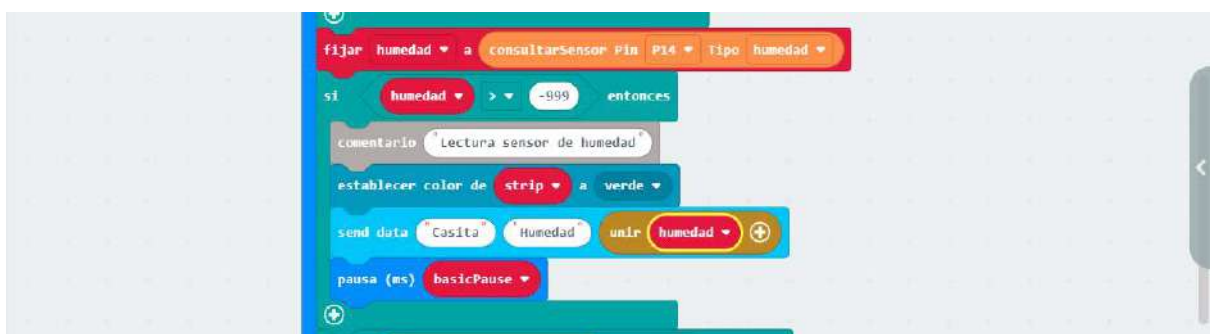 fijar humedad a consultarSensor Pin P14 Tipo humedad
si humedad > -999 entonces
comentario "Lectura sensor de humedad"
establecer color de strip a verde
send data "Casita" "Humedad" unir humedad
pausa (ms) basicPause